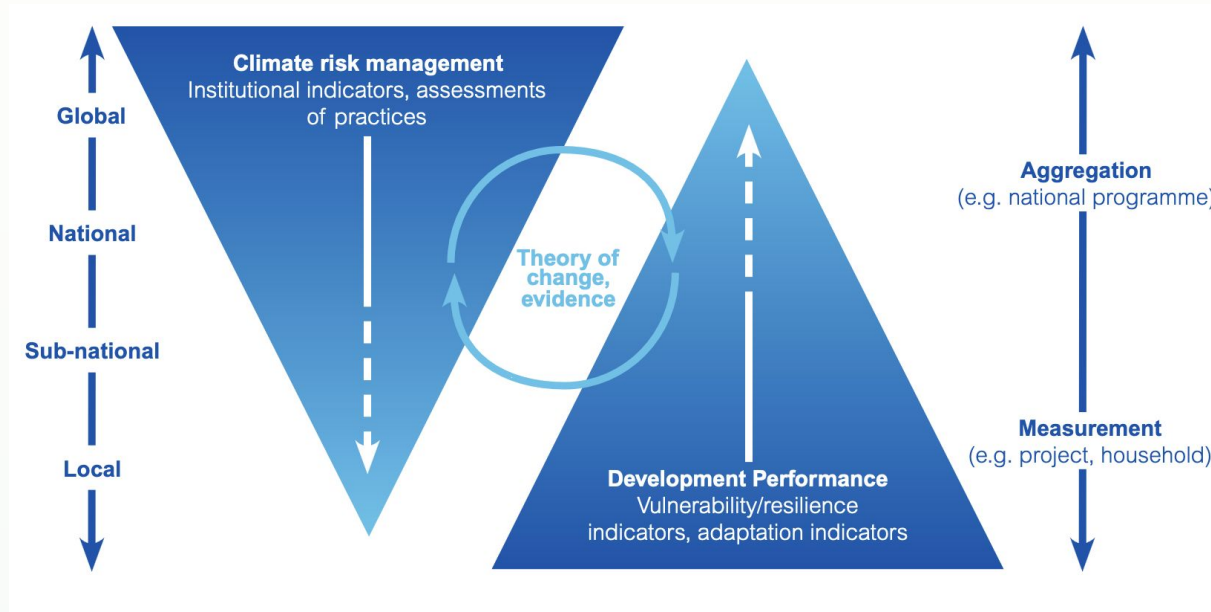 Global
National
Sub-national
Local
Climate risk management
Institutional indicators, assessments
of practices
Theory of
change,
evidence
Development Performance
Vulnerability/resilience
indicators, adaptation indicators
Aggregation
(e.g. national programme)
Measurement
(e.g. project, household)